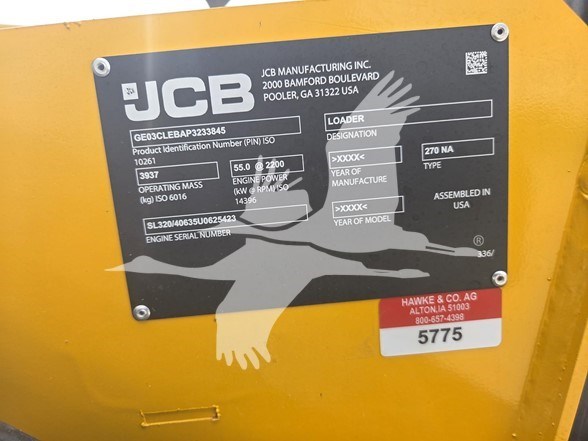 JCB
JCB MANUFACTURING INC.
2000 BAMFORD BOULEVARD
POOLER, GA 31322 USA
GE03CLEBAP3233845
Product Identification Number (PIN) ISO
10261
3937
OPERATING MASS
(kg) ISO 6016
55.0 @ 2200
ENGINE POWER
(kW @ RPM) ISO
14396
SL320/40635U0625423
ENGINE SERIAL NUMBER
LOADER
DESIGNATION
>XXXX<
YEAR OF
MANUFACTURE
270 NA
TYPE
>XXXX<
YEAR OF MODEL
ASSEMBLED IN
USA
®
336/
HAWKE & CO. AG
ALTON,IA 51003
800-657-4398
5775